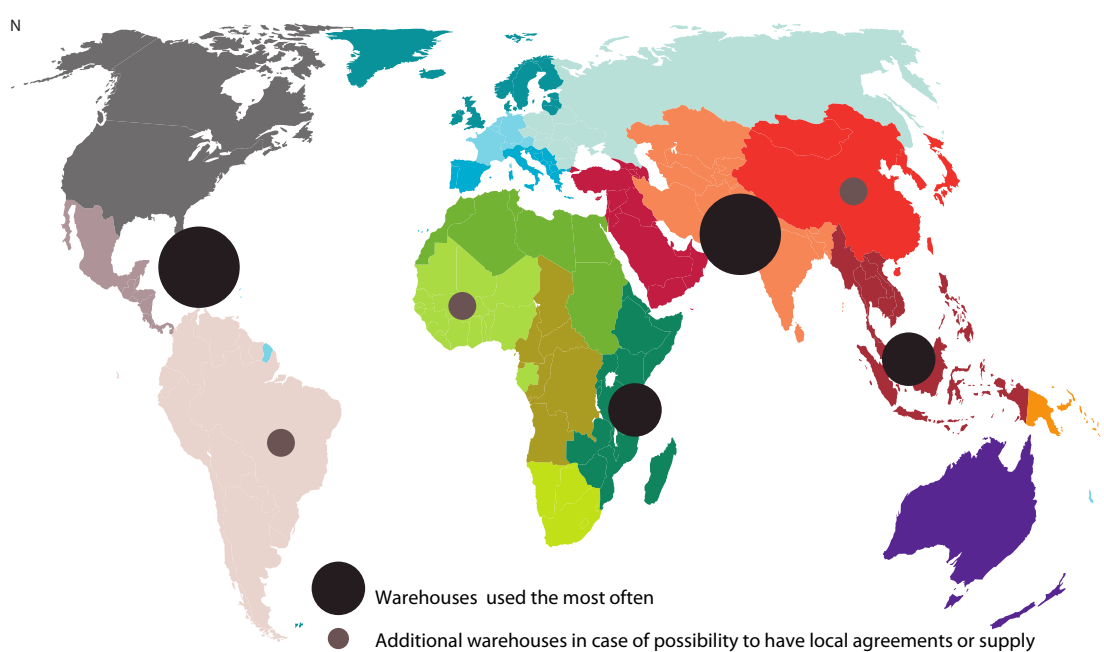 N
Warehouses used the most often
Additional warehouses in case of possibility to have local agreements or supply